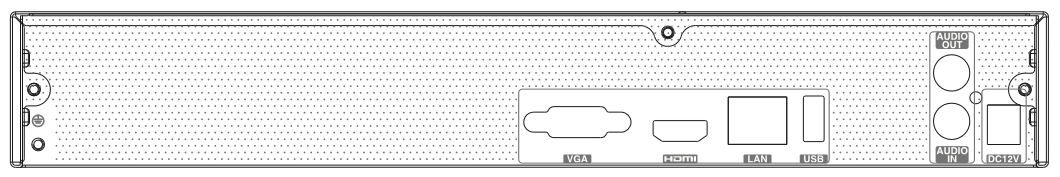 AUDIO
OUT
VGA
HDMI
LAN
USB
AUDIO
IN
DC12V